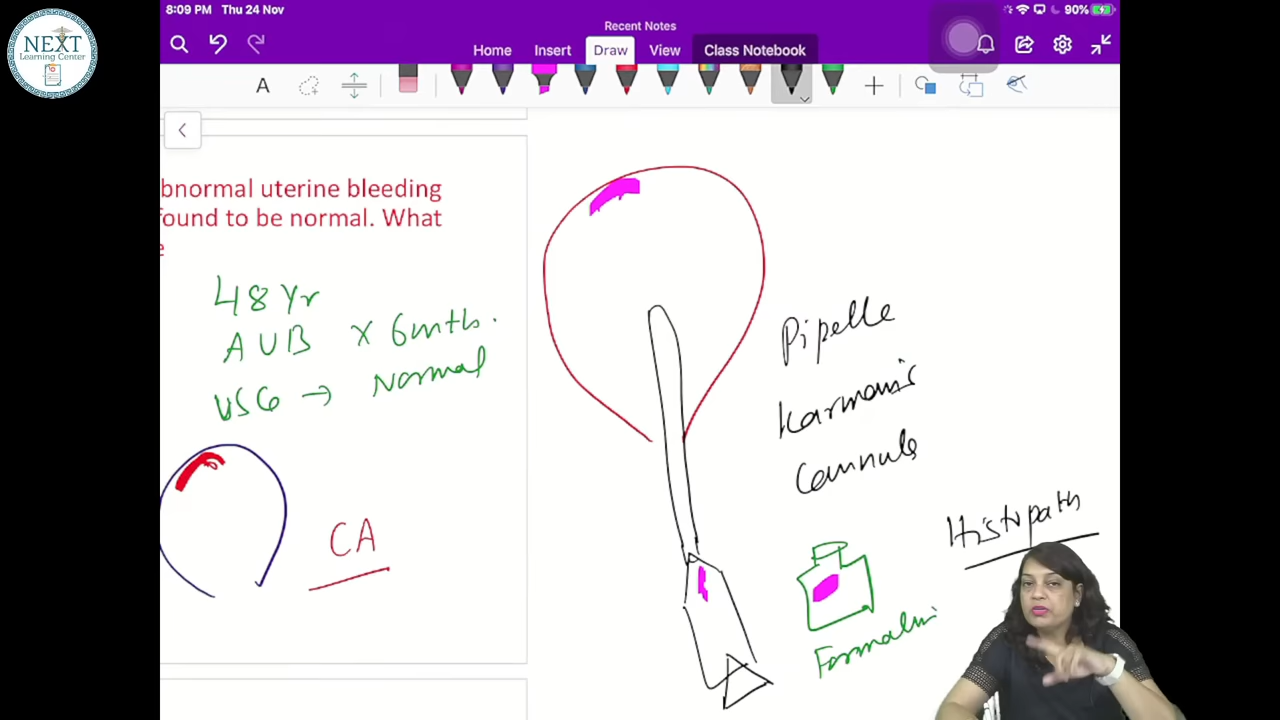 8:09 PM Thu 24 Nov
90%
Recent Notes
NEXT
Learning Center
Home Insert Draw View Class Notebook
A
bnormal uterine bleeding
found to be normal. What
e
48 Yr
AUB x 6mths.
USG → Normal
CA
Pipelle
Karman's
Cannula
Histopath
Formalin